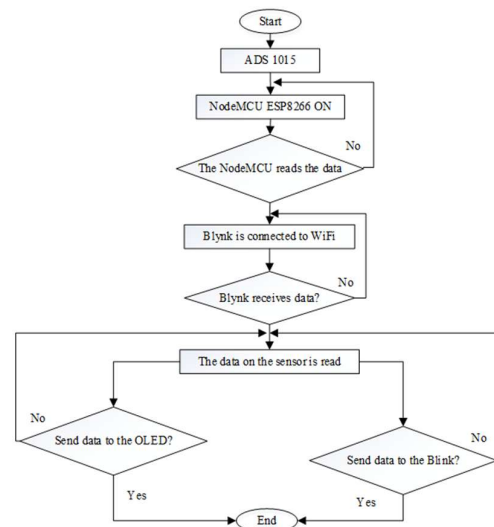 Start
ADS 1015
NodeMCU ESP8266 ON
No
The NodeMCU reads the data
Blynk is connected to WiFi
No
Blynk receives data?
The data on the sensor is read
No
No
Send data to the OLED?
Send data to the Blink?
Yes
Yes
End